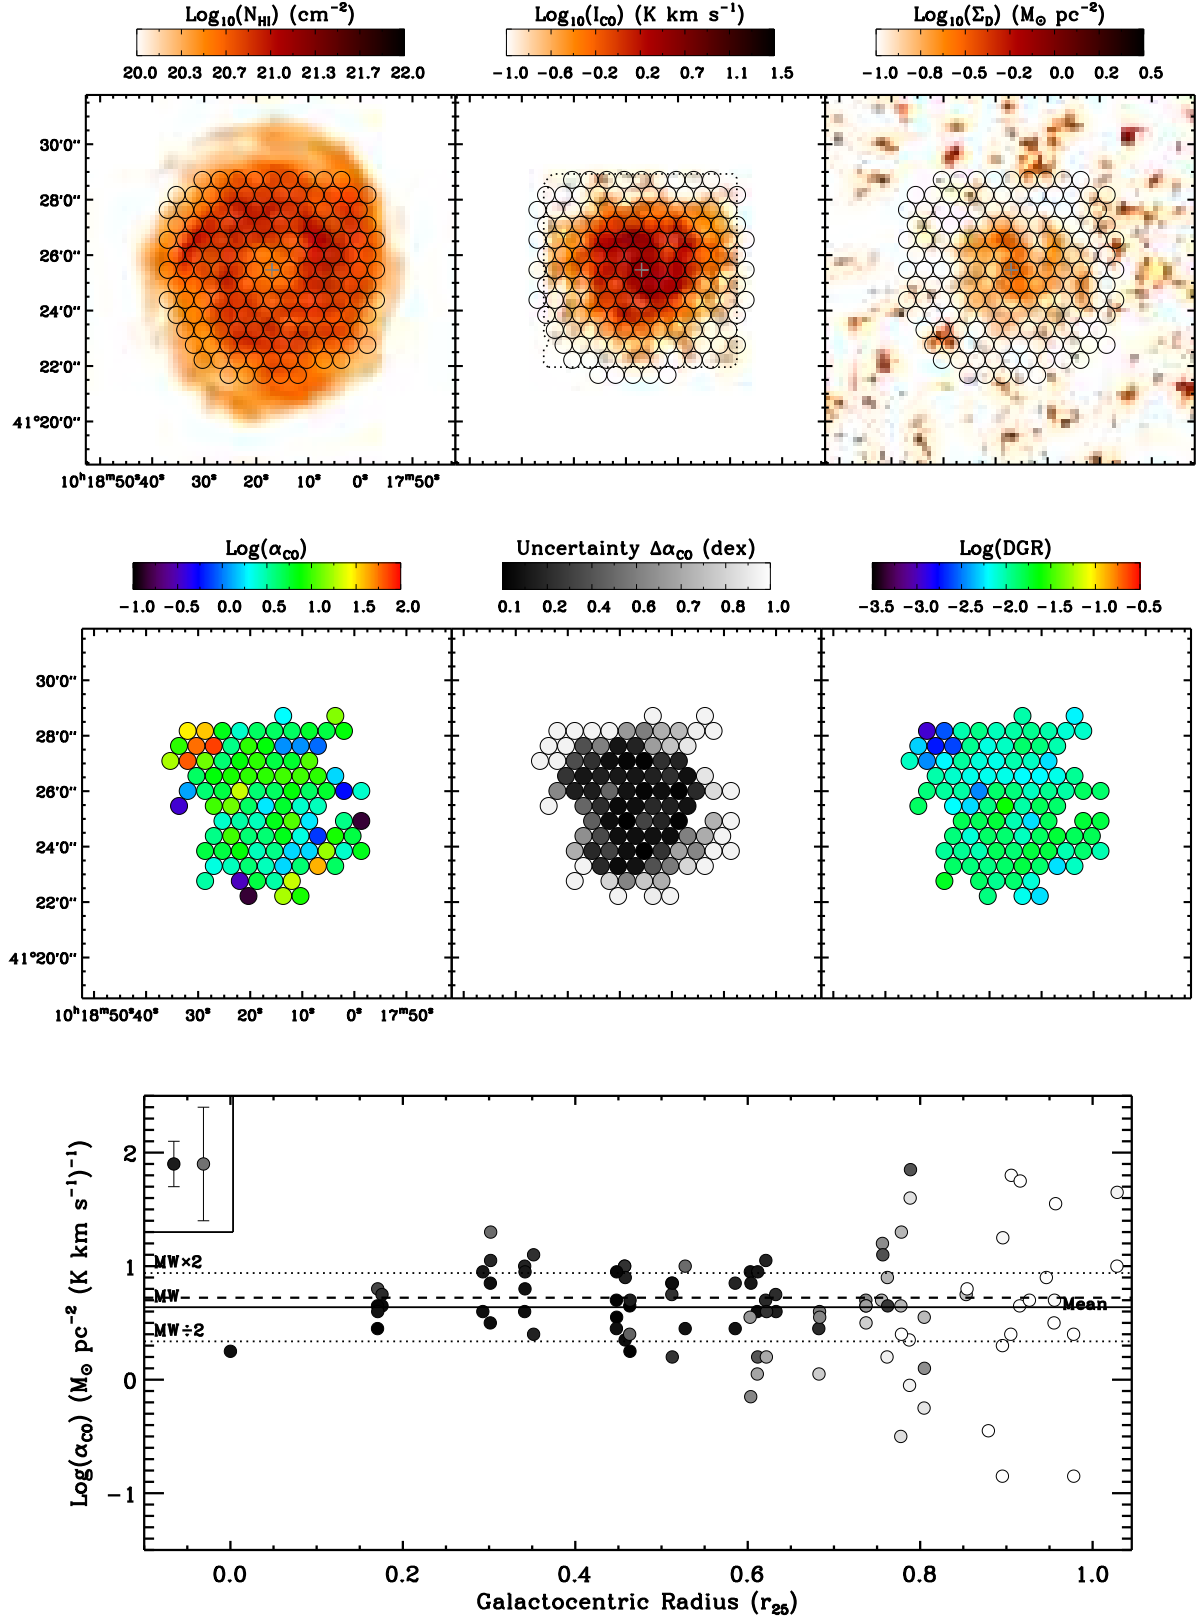 Log₁₀(N_HI) (cm⁻²)
Log₁₀(I_CO) (K km s⁻¹)
Log₁₀(Σ_D) (M⊙ pc⁻²)
20.0 20.3 20.7 21.0 21.3 21.7 22.0
−1.0 −0.6 −0.2 0.2 0.7 1.1 1.5
−1.0 −0.8 −0.5 −0.2 0.0 0.2 0.5
30'0"
28'0"
26'0"
24'0"
22'0"
41°20'0"
10ʰ18ᵐ50ˢ40ˢ 30ˢ 20ˢ 10ˢ 0ˢ 17ᵐ50ˢ
Log(α_CO)
Uncertainty Δα_CO (dex)
Log(DGR)
−1.0 −0.5 0.0 0.5 1.0 1.5 2.0
0.1 0.2 0.4 0.6 0.7 0.8 1.0
−3.5 −3.0 −2.5 −2.0 −1.5 −1.0 −0.5
30'0"
28'0"
26'0"
24'0"
22'0"
41°20'0"
10ʰ18ᵐ50ˢ40ˢ 30ˢ 20ˢ 10ˢ 0ˢ 17ᵐ50ˢ
Log(α_CO) (M⊙ pc⁻² (K km s⁻¹)⁻¹)
2
1
0
−1
MW×2
MW
Mean
MW÷2
0.0 0.2 0.4 0.6 0.8 1.0
Galactocentric Radius (r₂₅)